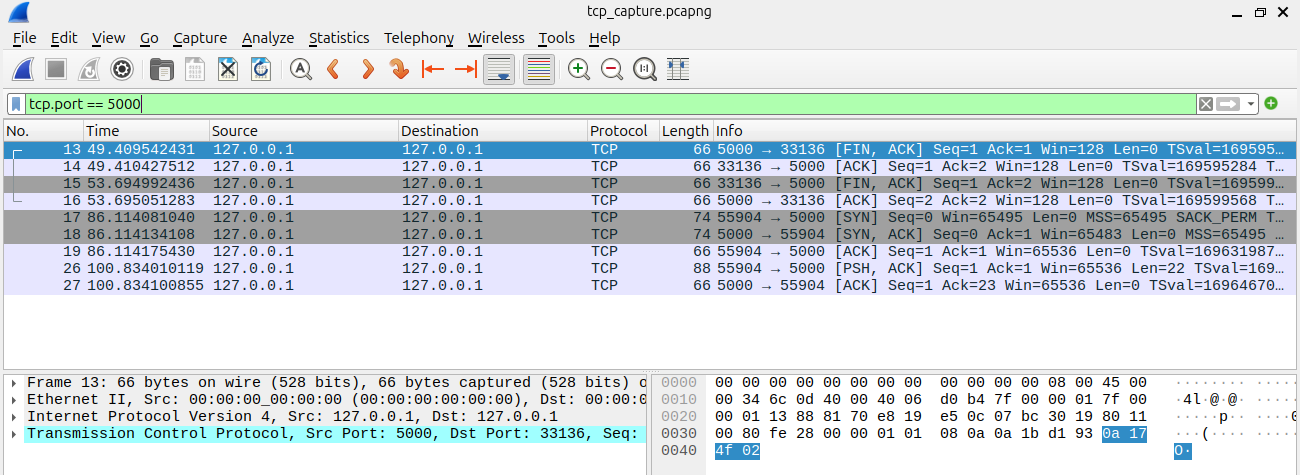 tcp_capture.pcapng
File Edit View Go Capture Analyze Statistics Telephony Wireless Tools Help
tcp.port == 5000
No. Time Source Destination Protocol Length Info
13 49.409542431 127.0.0.1 127.0.0.1 TCP 66 5000 → 33136 [FIN, ACK] Seq=1 Ack=1 Win=128 Len=0 TSval=169595…
14 49.410427512 127.0.0.1 127.0.0.1 TCP 66 33136 → 5000 [ACK] Seq=1 Ack=2 Win=128 Len=0 TSval=169595284 T…
15 53.694992436 127.0.0.1 127.0.0.1 TCP 66 33136 → 5000 [FIN, ACK] Seq=1 Ack=2 Win=128 Len=0 TSval=169599…
16 53.695051283 127.0.0.1 127.0.0.1 TCP 66 5000 → 33136 [ACK] Seq=2 Ack=2 Win=128 Len=0 TSval=169599568 T…
17 86.114081040 127.0.0.1 127.0.0.1 TCP 74 55904 → 5000 [SYN] Seq=0 Win=65495 Len=0 MSS=65495 SACK_PERM T…
18 86.114134108 127.0.0.1 127.0.0.1 TCP 74 5000 → 55904 [SYN, ACK] Seq=0 Ack=1 Win=65483 Len=0 MSS=65495 …
19 86.114175430 127.0.0.1 127.0.0.1 TCP 66 55904 → 5000 [ACK] Seq=1 Ack=1 Win=65536 Len=0 TSval=169631987…
26 100.834010119 127.0.0.1 127.0.0.1 TCP 88 55904 → 5000 [PSH, ACK] Seq=1 Ack=1 Win=65536 Len=22 TSval=169…
27 100.834100855 127.0.0.1 127.0.0.1 TCP 66 5000 → 55904 [ACK] Seq=1 Ack=23 Win=65536 Len=0 TSval=16964670…
Frame 13: 66 bytes on wire (528 bits), 66 bytes captured (528 bits) o
Ethernet II, Src: 00:00:00_00:00:00 (00:00:00:00:00:00), Dst: 00:00:0
Internet Protocol Version 4, Src: 127.0.0.1, Dst: 127.0.0.1
Transmission Control Protocol, Src Port: 5000, Dst Port: 33136, Seq:
0000 00 00 00 00 00 00 00 00 00 00 00 00 08 00 45 00 ········ ·····
0010 00 34 6c 0d 40 00 40 06 d0 b4 7f 00 00 01 7f 00 ·4l·@·@· ·····
0020 00 01 13 88 81 70 e8 19 e5 0c 07 bc 30 19 80 11 ·····p·· ····0
0030 00 80 fe 28 00 00 01 01 08 0a 0a 1b d1 93 0a 17 ···(···· ·····
0040 4f 02 O·